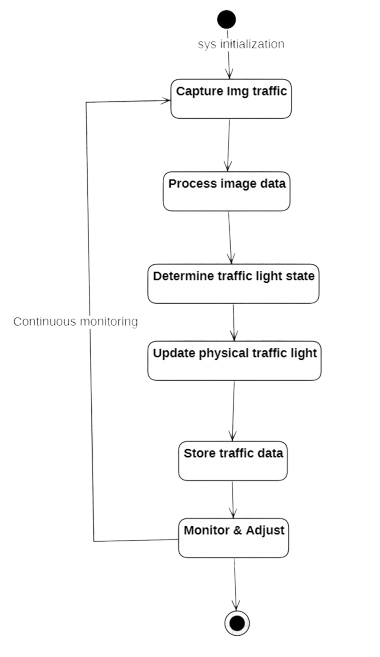 sys initialization
Capture Img traffic
Process image data
Determine traffic light state
Continuous monitoring
Update physical traffic light
Store traffic data
Monitor & Adjust